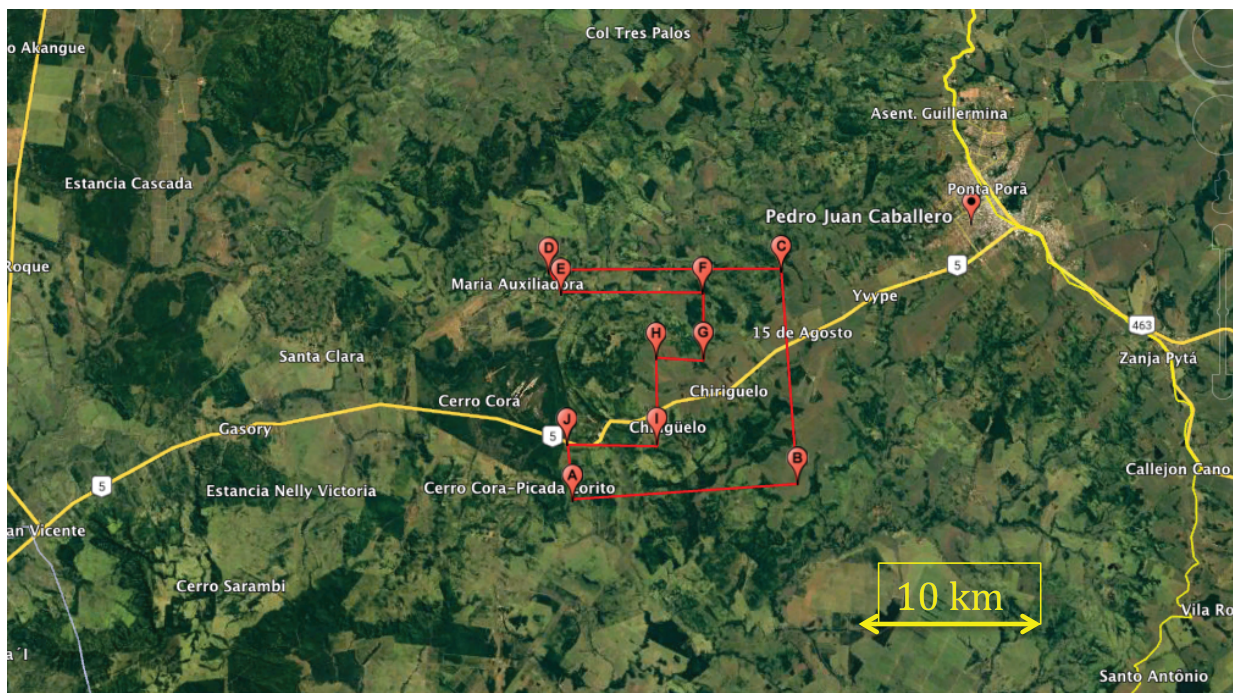 Col Tres Palos
o Akangue
Asent. Guillermina
Estancia Cascada
Ponta Porã
Pedro Juan Caballero
D
C
E
F
Roque
5
Maria Auxiliadora
Yvype
H
G
15 de Agosto
463
Santa Clara
Zanja Pytá
Chiriguelo
Cerro Corá
J
I
Gasory
5
Chirigüelo
B
Callejon Cano
A
5
Estancia Nelly Victoria
Cerro Cora-Picada Lorito
an Vicente
Cerro Sarambi
10 km
Vila Ro
a´I
Santo Antônio